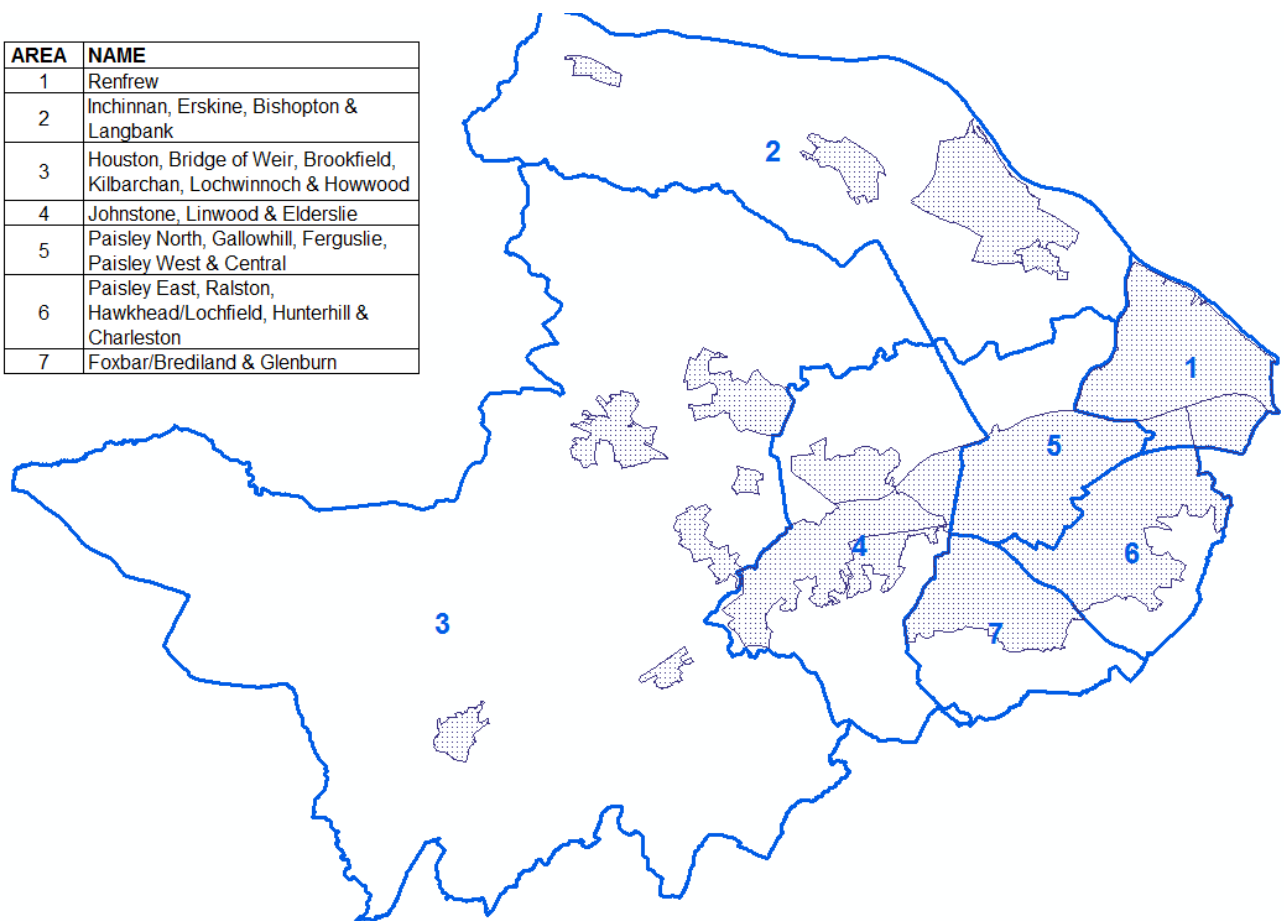 AREA NAME
1 Renfrew
2 Inchinnan, Erskine, Bishopton &
Langbank
3 Houston, Bridge of Weir, Brookfield,
Kilbarchan, Lochwinnoch & Howwood
4 Johnstone, Linwood & Elderslie
5 Paisley North, Gallowhill, Ferguslie,
Paisley West & Central
6 Paisley East, Ralston,
Hawkhead/Lochfield, Hunterhill &
Charleston
7 Foxbar/Brediland & Glenburn
2
1
5
4
6
3
7